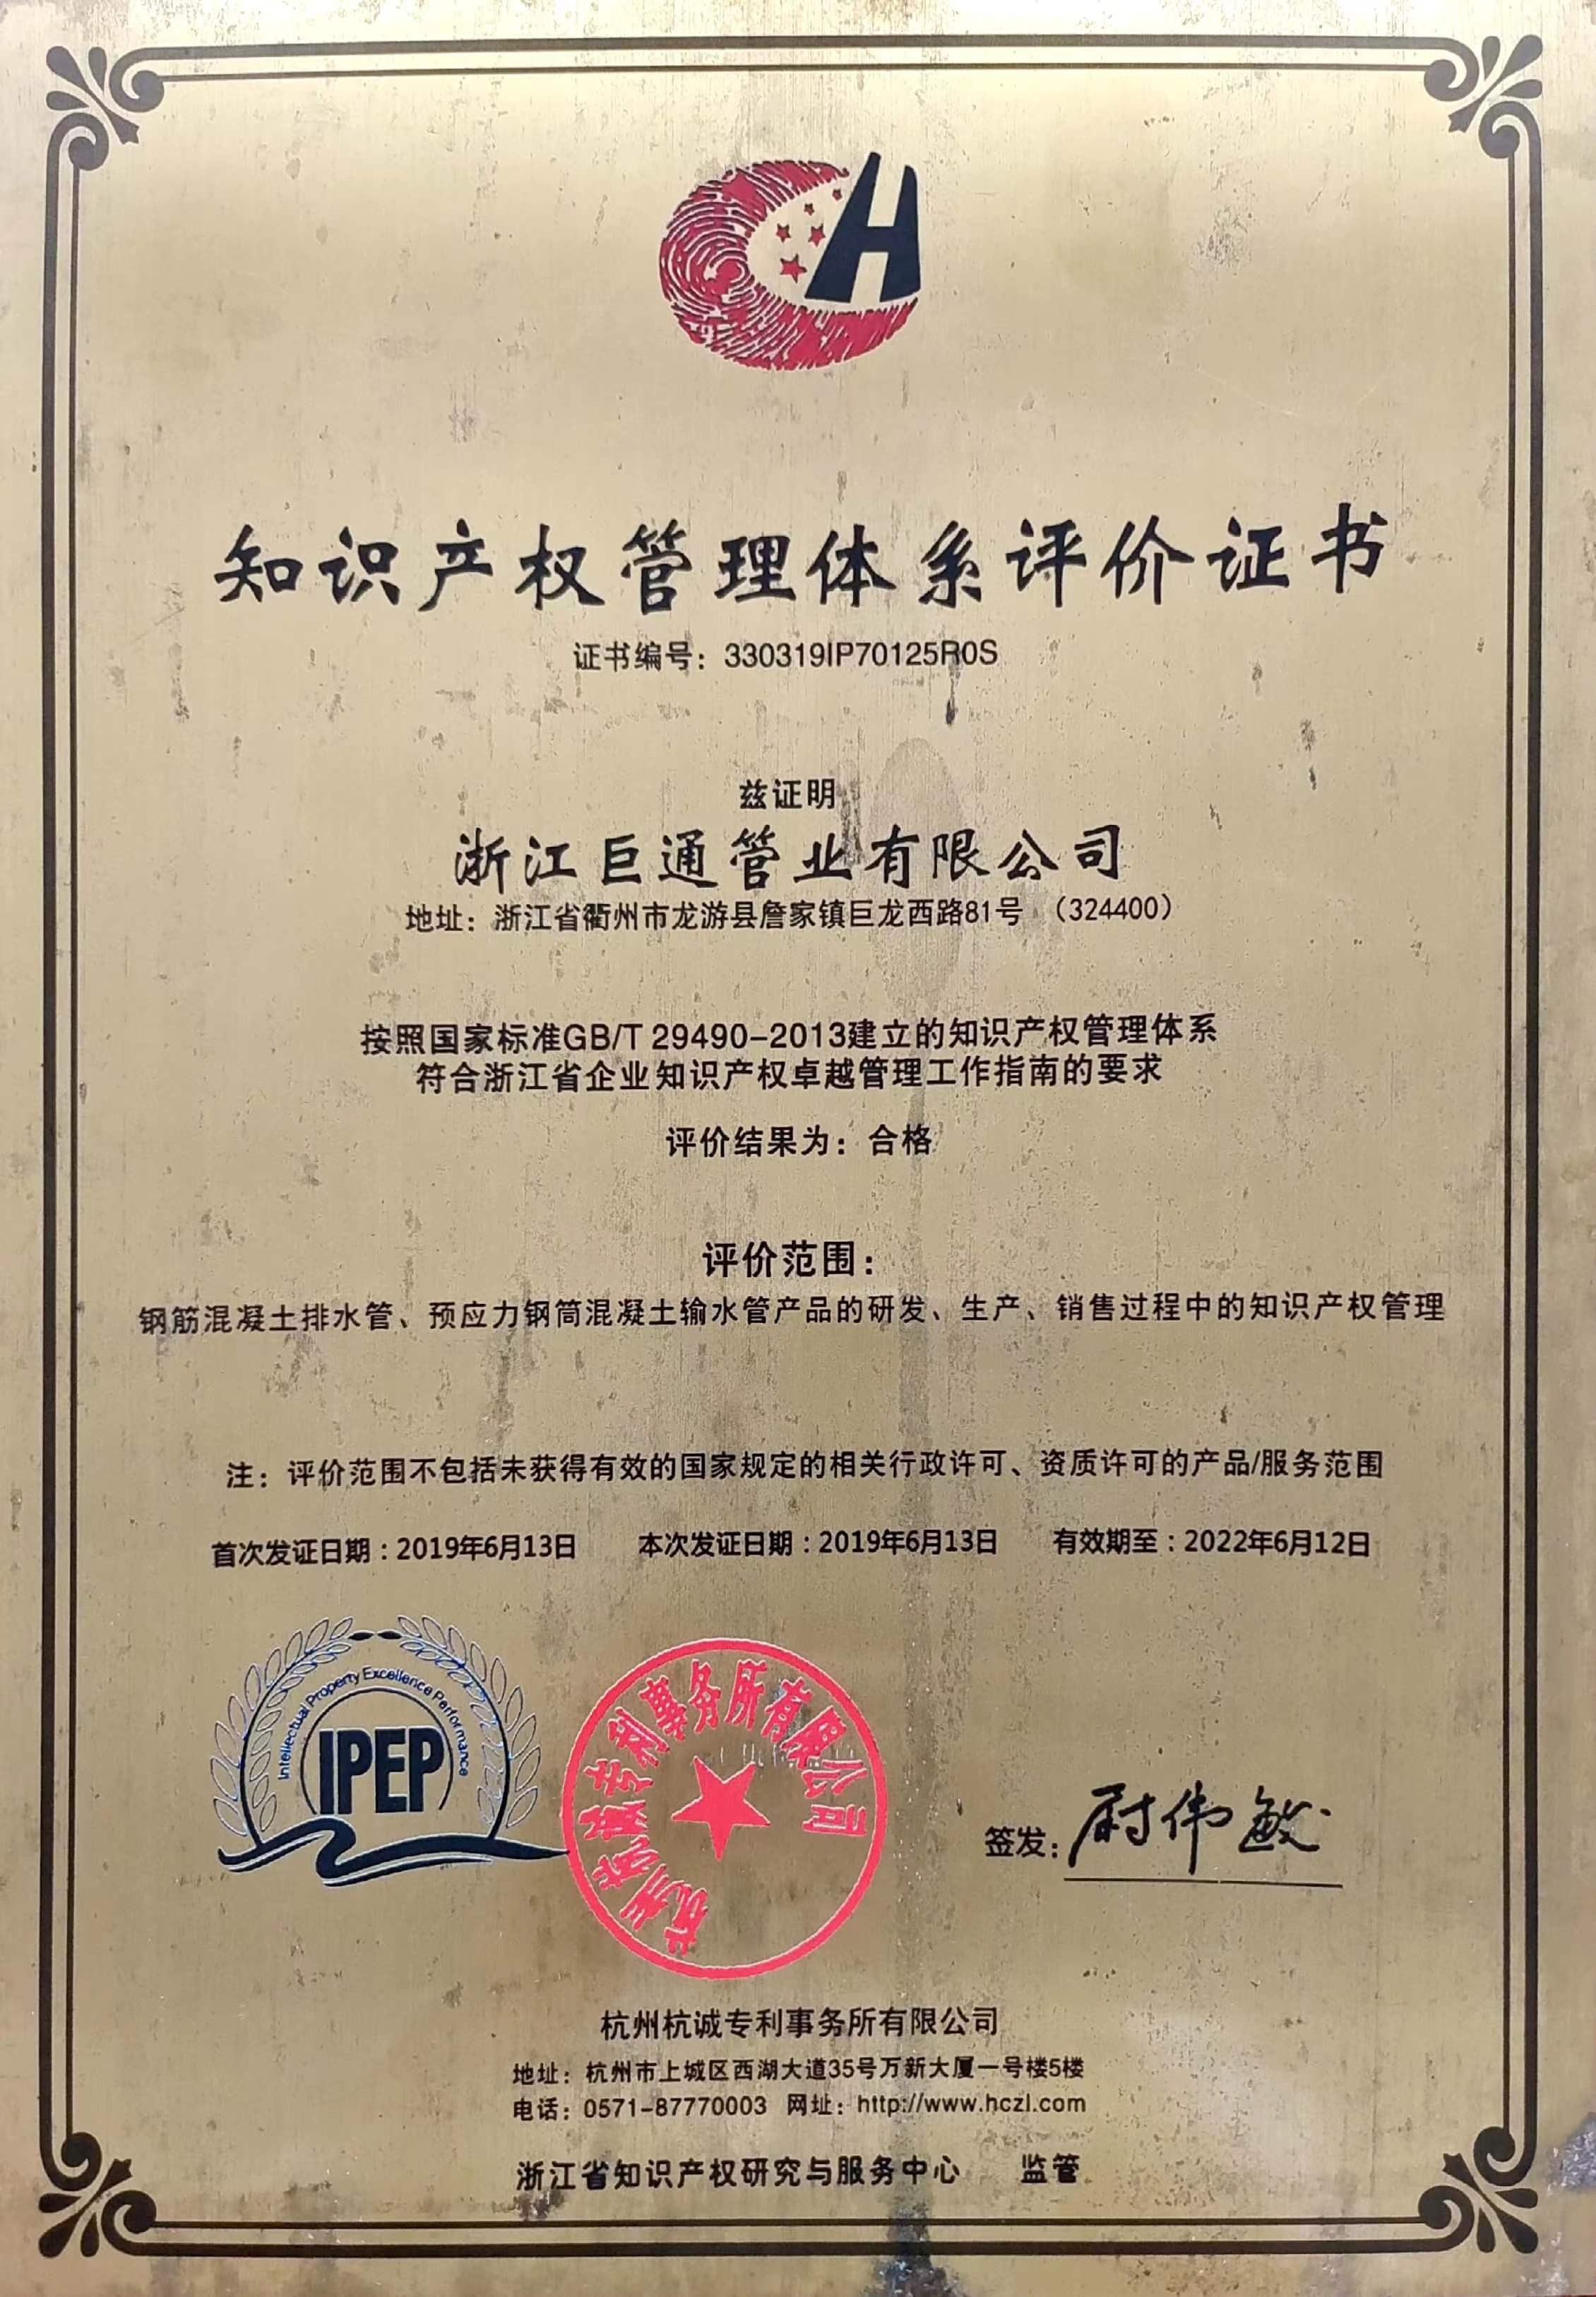 CH
知识产权管理体系评价证书
证书编号：330319IP70125R0S
兹证明
浙江巨通管业有限公司
地址：浙江省衢州市龙游县詹家镇巨龙西路81号 （324400）
按照国家标准GB/T 29490-2013建立的知识产权管理体系
符合浙江省企业知识产权卓越管理工作指南的要求
评价结果为：合格
评价范围：
钢筋混凝土排水管、预应力钢筒混凝土输水管产品的研发、生产、销售过程中的知识产权管理
注：评价范围不包括未获得有效的国家规定的相关行政许可、资质许可的产品/服务范围
首次发证日期：2019年6月13日 本次发证日期：2019年6月13日 有效期至：2022年6月12日
Intellectual Property Excellence Performance
IPEP
杭州杭诚专利事务所有限公司
签发：尉伟敏
杭州杭诚专利事务所有限公司
地址：杭州市上城区西湖大道35号万新大厦一号楼5楼
电话：0571-87770003 网址：http://www.hczl.com
浙江省知识产权研究与服务中心 监管